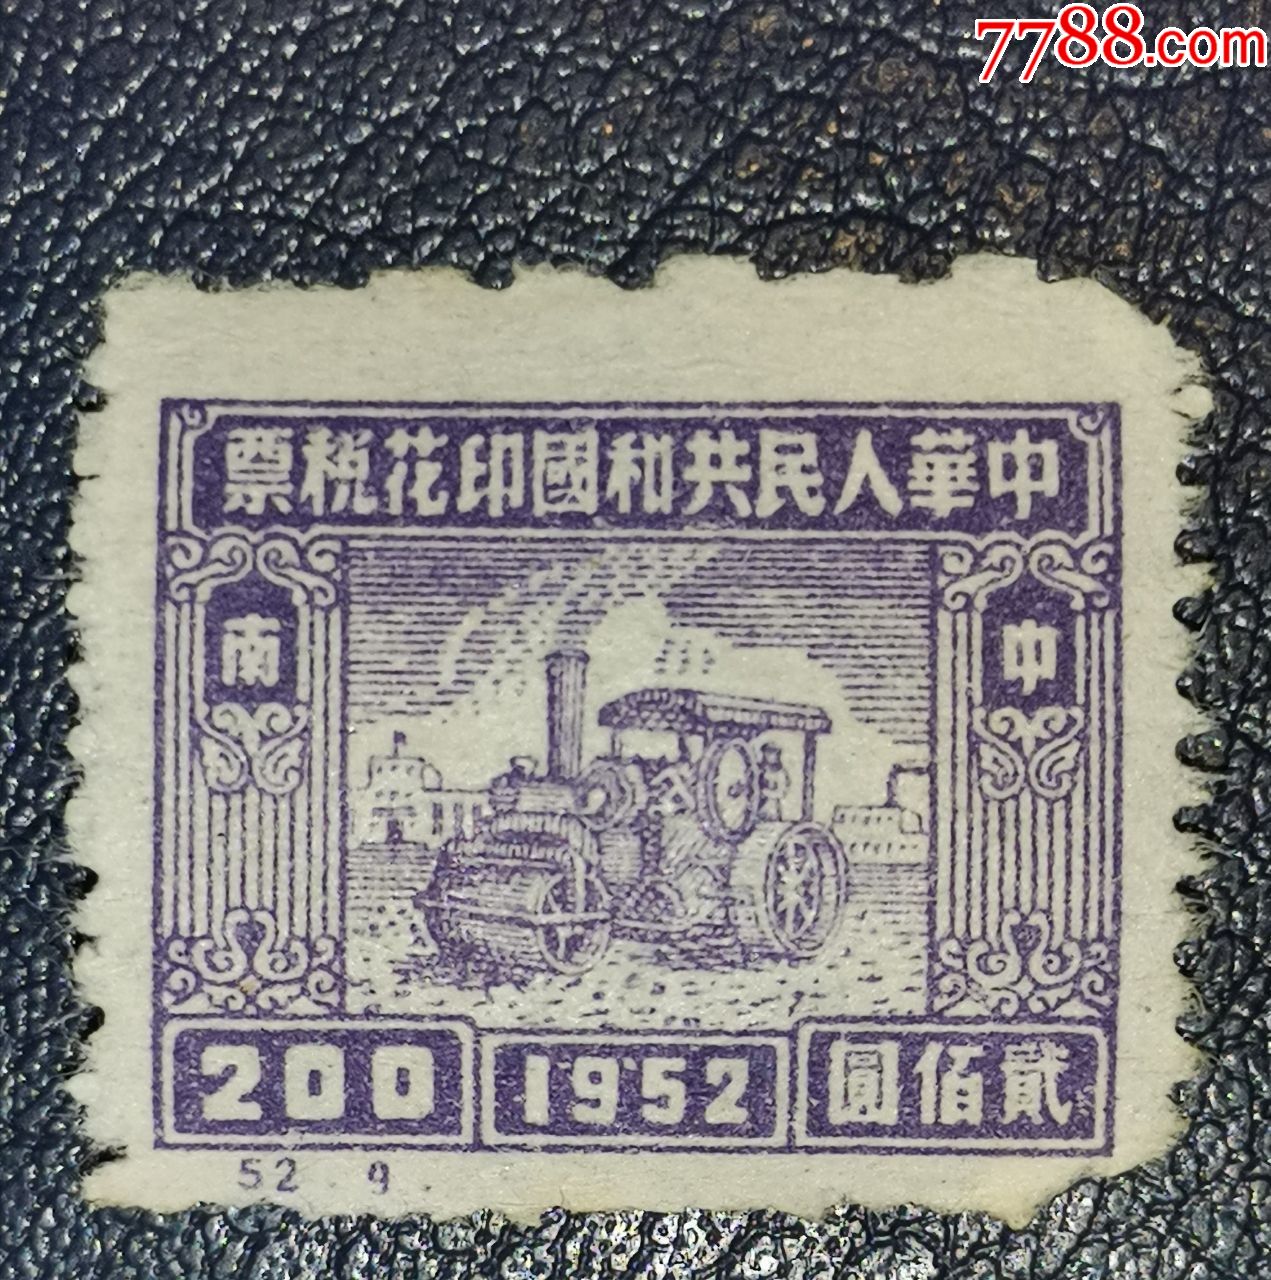 7788.com
中華人民共和國印花稅票
中南
200 1952 貳佰圓
52 9